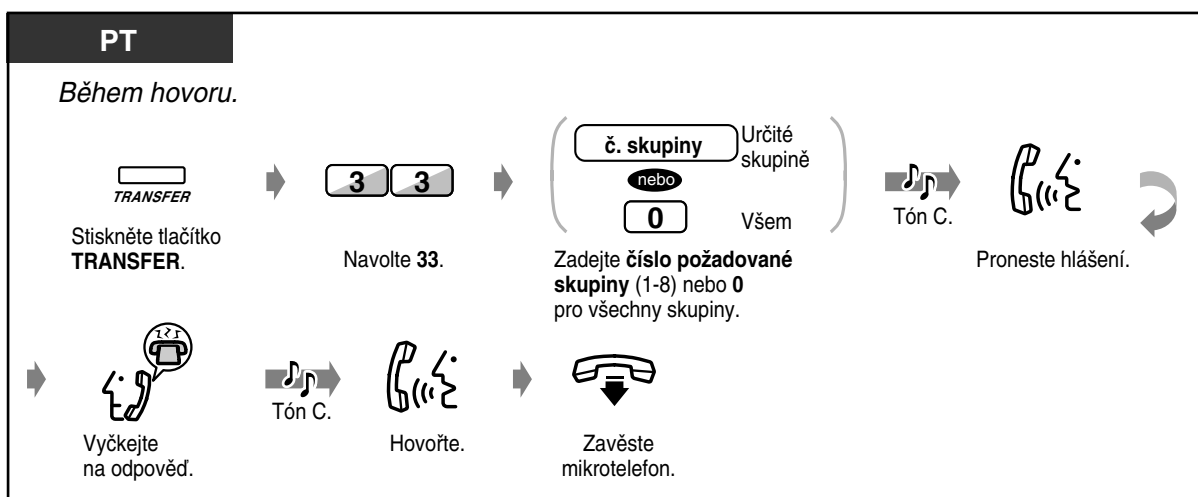 PT
Během hovoru.
TRANSFER
Stiskněte tlačítko
TRANSFER.
3 3
Navolte 33.
č. skupiny
Určité
skupině
nebo
0
Všem
Zadejte číslo požadované
skupiny (1-8) nebo 0
pro všechny skupiny.
Tón C.
Proneste hlášení.
Vyčkejte
na odpověď.
Tón C.
Hovořte.
Zavěste
mikrotelefon.